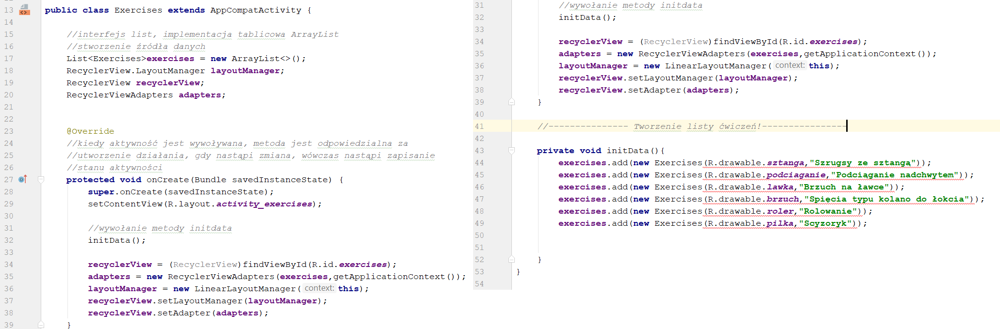 13 public class Exercises extends AppCompatActivity {
14
15 //interfejs list, implementacja tablicowa ArrayList
16 //stworzenie źródła danych
17 List<Exercises>exercises = new ArrayList<>();
18 RecyclerView.LayoutManager layoutManager;
19 RecyclerView recyclerView;
20 RecyclerViewAdapters adapters;
21
22
23 @Override
24 //kiedy aktywność jest wywoływana, metoda jest odpowiedzialna za
25 //utworzenie działania, gdy nastąpi zmiana, wówczas nastąpi zapisanie
26 //stanu aktywności
27 protected void onCreate(Bundle savedInstanceState) {
28 super.onCreate(savedInstanceState);
29 setContentView(R.layout.activity_exercises);
30
31 //wywołanie metody initdata
32 initData();
33
34 recyclerView = (RecyclerView)findViewById(R.id.exercises);
35 adapters = new RecyclerViewAdapters(exercises,getApplicationContext());
36 layoutManager = new LinearLayoutManager( context: this);
37 recyclerView.setLayoutManager(layoutManager);
38 recyclerView.setAdapter(adapters);
39 }
31 //wywołanie metody initdata
32 initData();
33
34 recyclerView = (RecyclerView)findViewById(R.id.exercises);
35 adapters = new RecyclerViewAdapters(exercises,getApplicationContext());
36 layoutManager = new LinearLayoutManager( context: this);
37 recyclerView.setLayoutManager(layoutManager);
38 recyclerView.setAdapter(adapters);
39 }
40
41 //--------------- Tworzenie listy ćwiczeń!----------------
42
43 private void initData(){
44 exercises.add(new Exercises(R.drawable.sztanga,"Szrugsy ze sztangą"));
45 exercises.add(new Exercises(R.drawable.podciaganie,"Podciąganie nadchwytem"));
46 exercises.add(new Exercises(R.drawable.lawka,"Brzuch na ławce"));
47 exercises.add(new Exercises(R.drawable.brzuch,"Spięcia typu kolano do łokcia"));
48 exercises.add(new Exercises(R.drawable.roler,"Rolowanie"));
49 exercises.add(new Exercises(R.drawable.pilka,"Scyzoryk"));
50
51
52 }
53 }
54